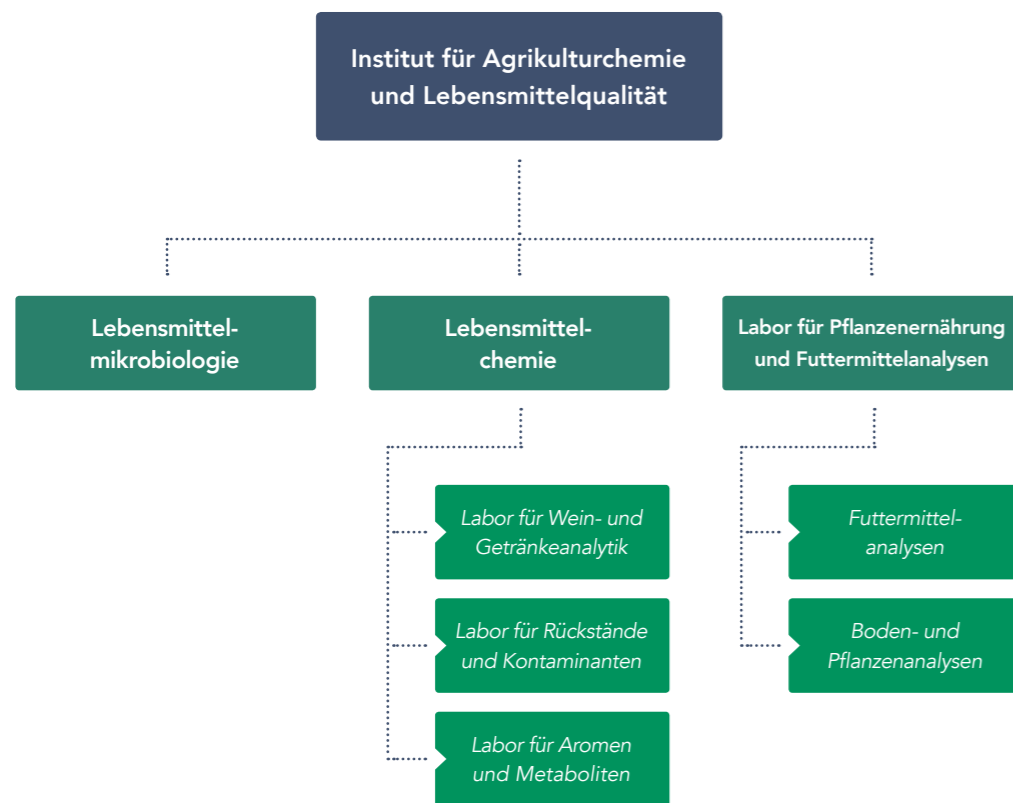 Institut für Agrikulturchemie
und Lebensmittelqualität
Lebensmittel-
mikrobiologie
Lebensmittel-
chemie
Labor für Pflanzenernährung
und Futtermittelanalysen
Labor für Wein- und
Getränkeanalytik
Labor für Rückstände
und Kontaminanten
Labor für Aromen
und Metaboliten
Futtermittel-
analysen
Boden- und
Pflanzenanalysen